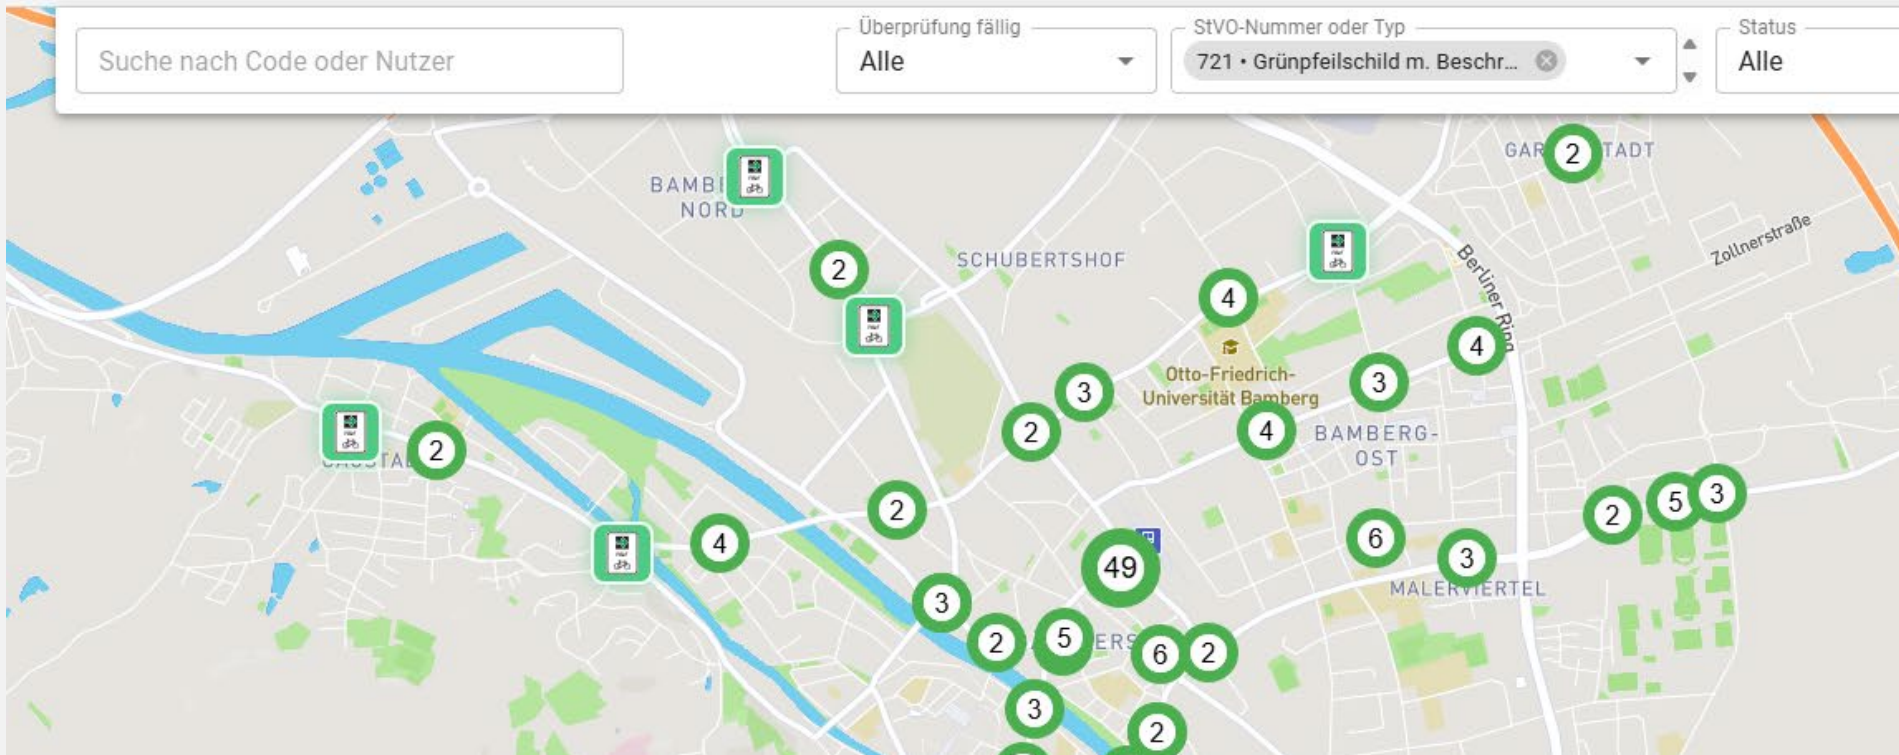 Überprüfung fällig
StVO-Nummer oder Typ
Status
Suche nach Code oder Nutzer
Alle
721 • Grünpfeilschild m. Beschr...
Alle
2
NORD
2
SCHUBERTSHOF
Zollnerstraße
Berliner Ring
4
4
Otto-Friedrich-
Universität Bamberg
3
3
2
4
BAMBERG-
OST
2
2
4
49
6
3
2
5
3
MALERVIERTEL
3
2
5
6
2
3
2